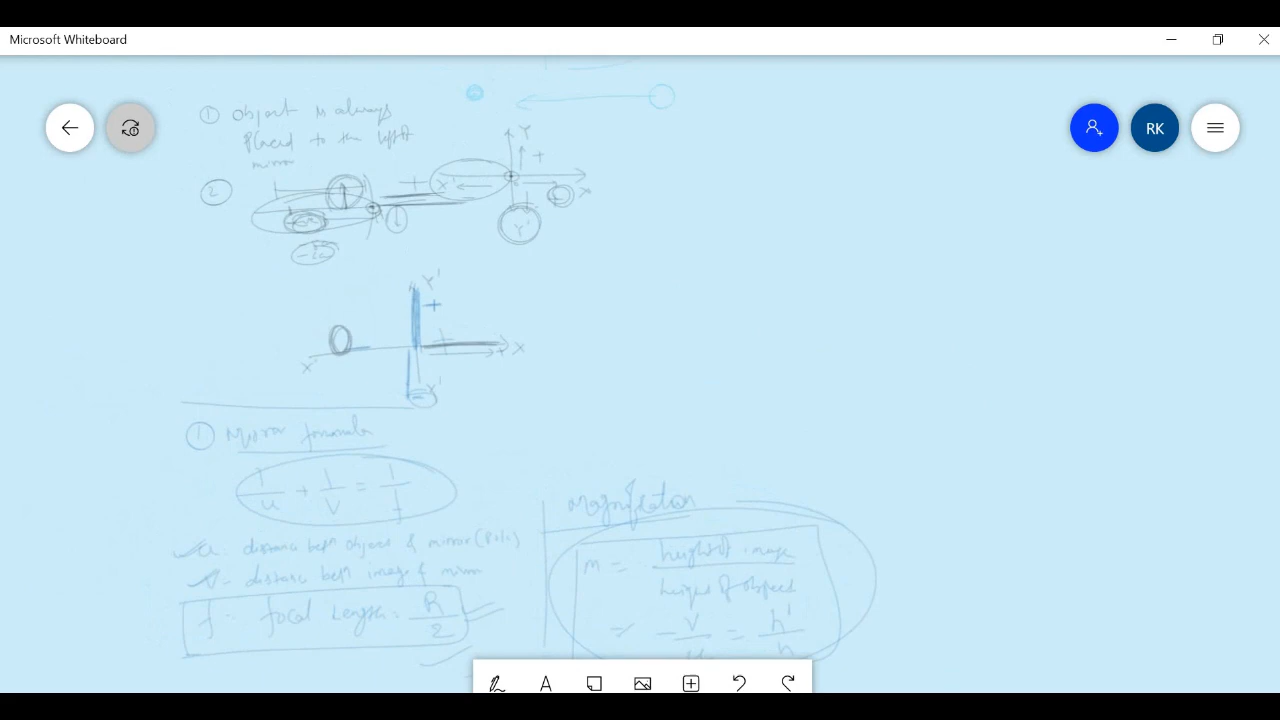 Microsoft Whiteboard
RK
① Object is always
placed to the left of
mirror
②
Y
+
+
X'
X
Y'
Y'
+
+
X'
X
X'
-
① Mirror formula
1/u + 1/v = 1/f
u - distance betn object & mirror (Pole)
v - distance betn image & mirror
f - focal Length = R/2
magnification
m = height of image / height of object
= -v/u = h'/h
A